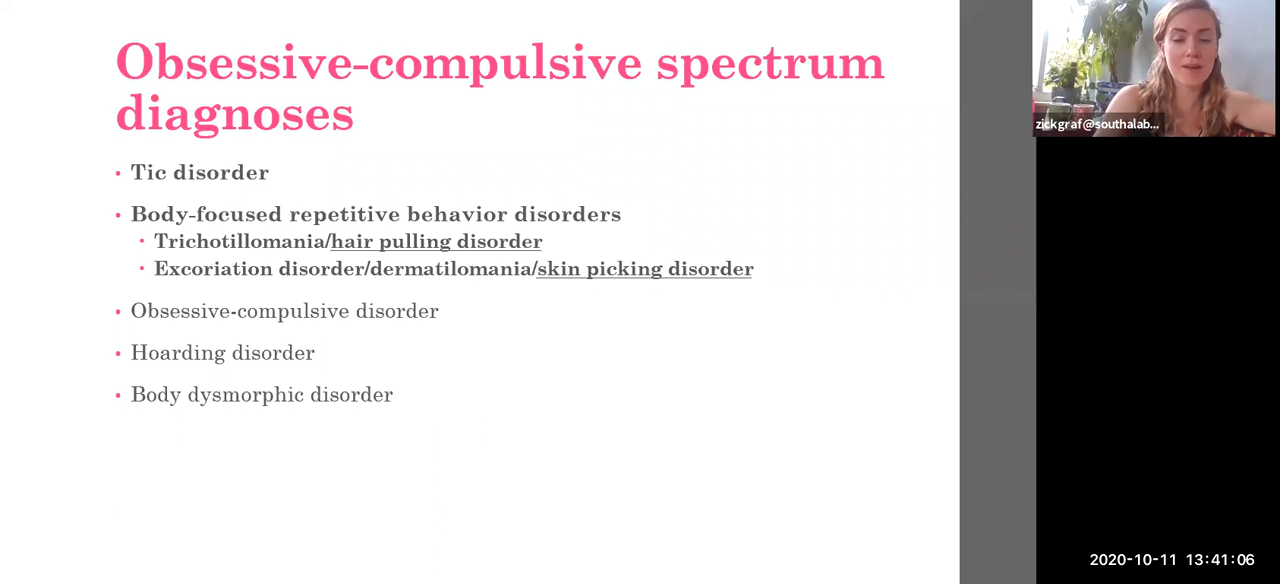 Obsessive-compulsive spectrum
diagnoses
• Tic disorder
• Body-focused repetitive behavior disorders
• Trichotillomania/hair pulling disorder
• Excoriation disorder/dermatilomania/skin picking disorder
• Obsessive-compulsive disorder
• Hoarding disorder
• Body dysmorphic disorder
zickgraf@southalab...
2020-10-11 13:41:06